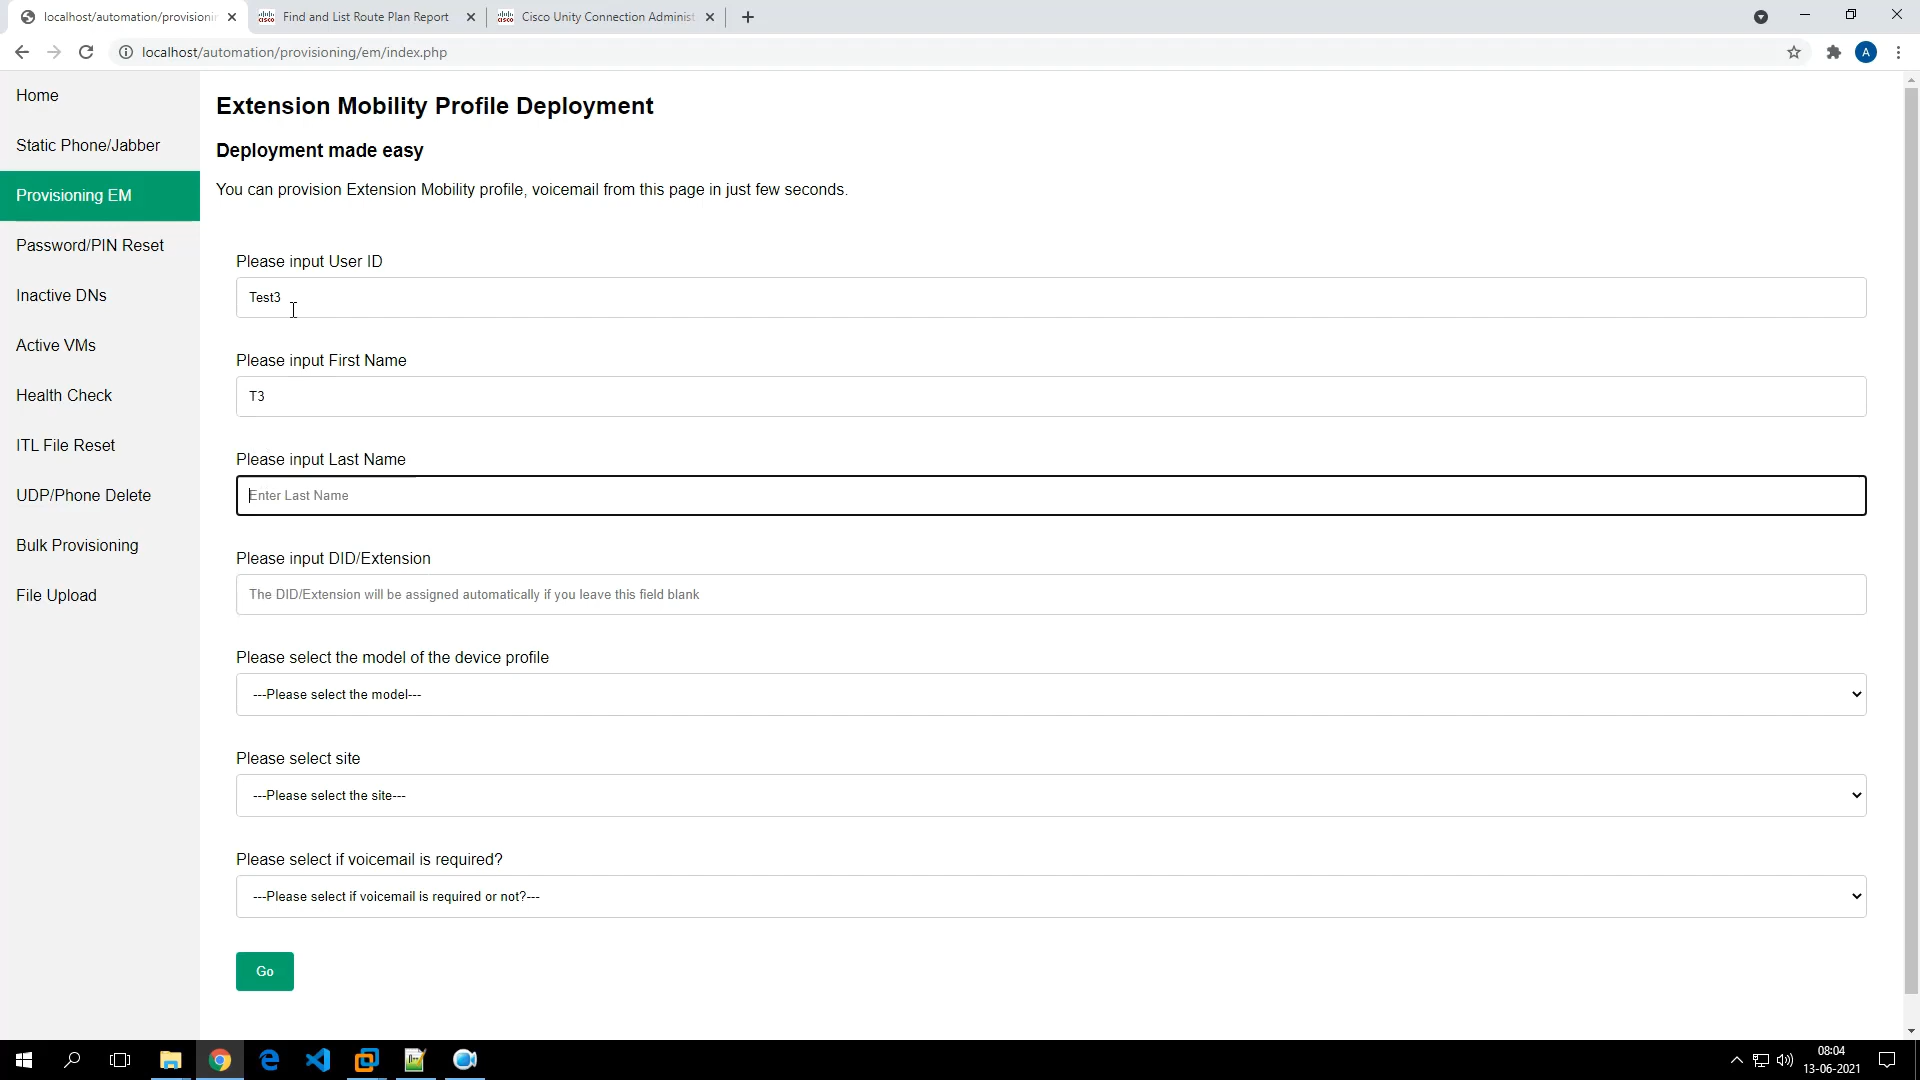 localhost/automation/provisionin
Find and List Route Plan Report
Cisco Unity Connection Administ
localhost/automation/provisioning/em/index.php
A
Home
Static Phone/Jabber
Provisioning EM
Password/PIN Reset
Inactive DNs
Active VMs
Health Check
ITL File Reset
UDP/Phone Delete
Bulk Provisioning
File Upload
Extension Mobility Profile Deployment
Deployment made easy
You can provision Extension Mobility profile, voicemail from this page in just few seconds.
Please input User ID
Test3
Please input First Name
T3
Please input Last Name
Enter Last Name
Please input DID/Extension
The DID/Extension will be assigned automatically if you leave this field blank
Please select the model of the device profile
---Please select the model---
Please select site
---Please select the site---
Please select if voicemail is required?
---Please select if voicemail is required or not?---
Go
08:04
13-06-2021